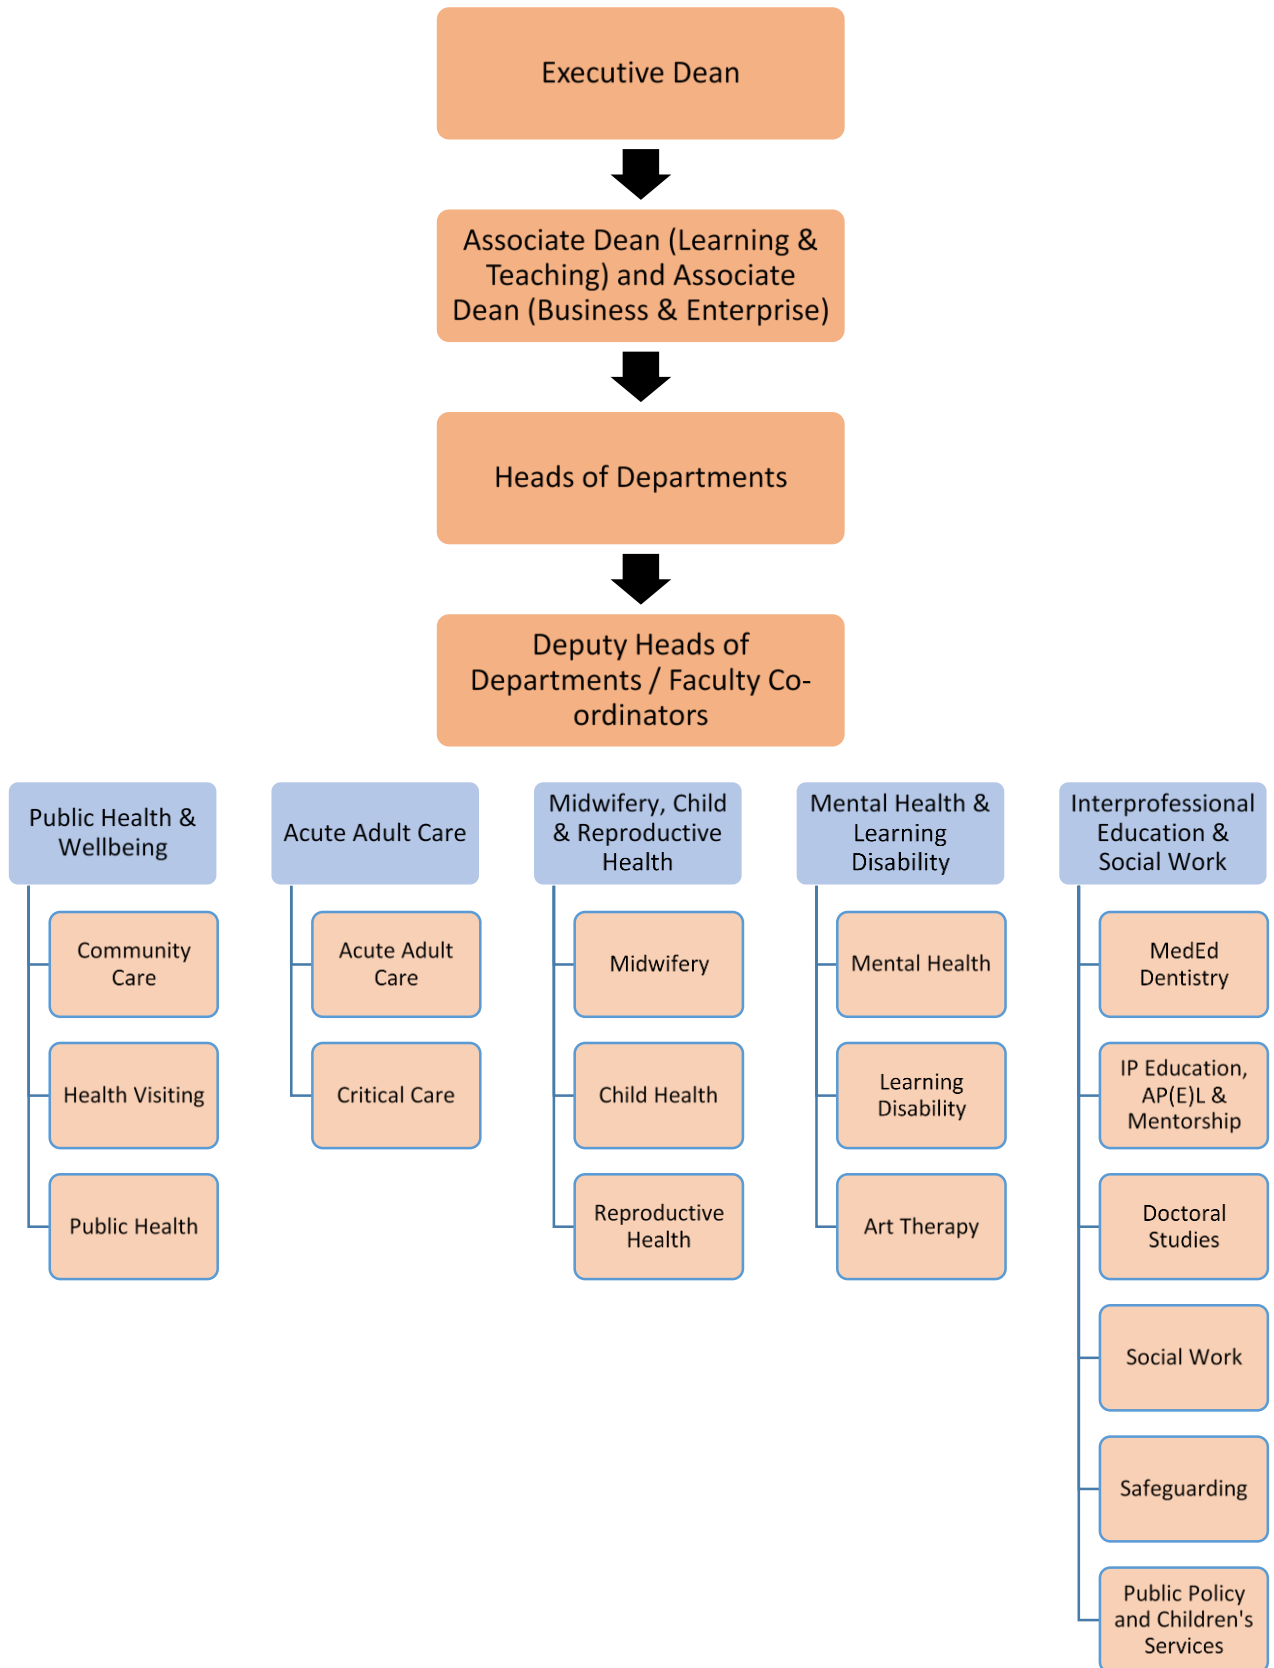 Executive Dean
Associate Dean (Learning &
Teaching) and Associate
Dean (Business & Enterprise)
Heads of Departments
Deputy Heads of
Departments / Faculty Co-
ordinators
Public Health &
Wellbeing
Community
Care
Health Visiting
Public Health
Acute Adult Care
Acute Adult
Care
Critical Care
Midwifery, Child
& Reproductive
Health
Midwifery
Child Health
Reproductive
Health
Mental Health &
Learning
Disability
Mental Health
Learning
Disability
Art Therapy
Interprofessional
Education &
Social Work
MedEd
Dentistry
IP Education,
AP(E)L &
Mentorship
Doctoral
Studies
Social Work
Safeguarding
Public Policy
and Children's
Services